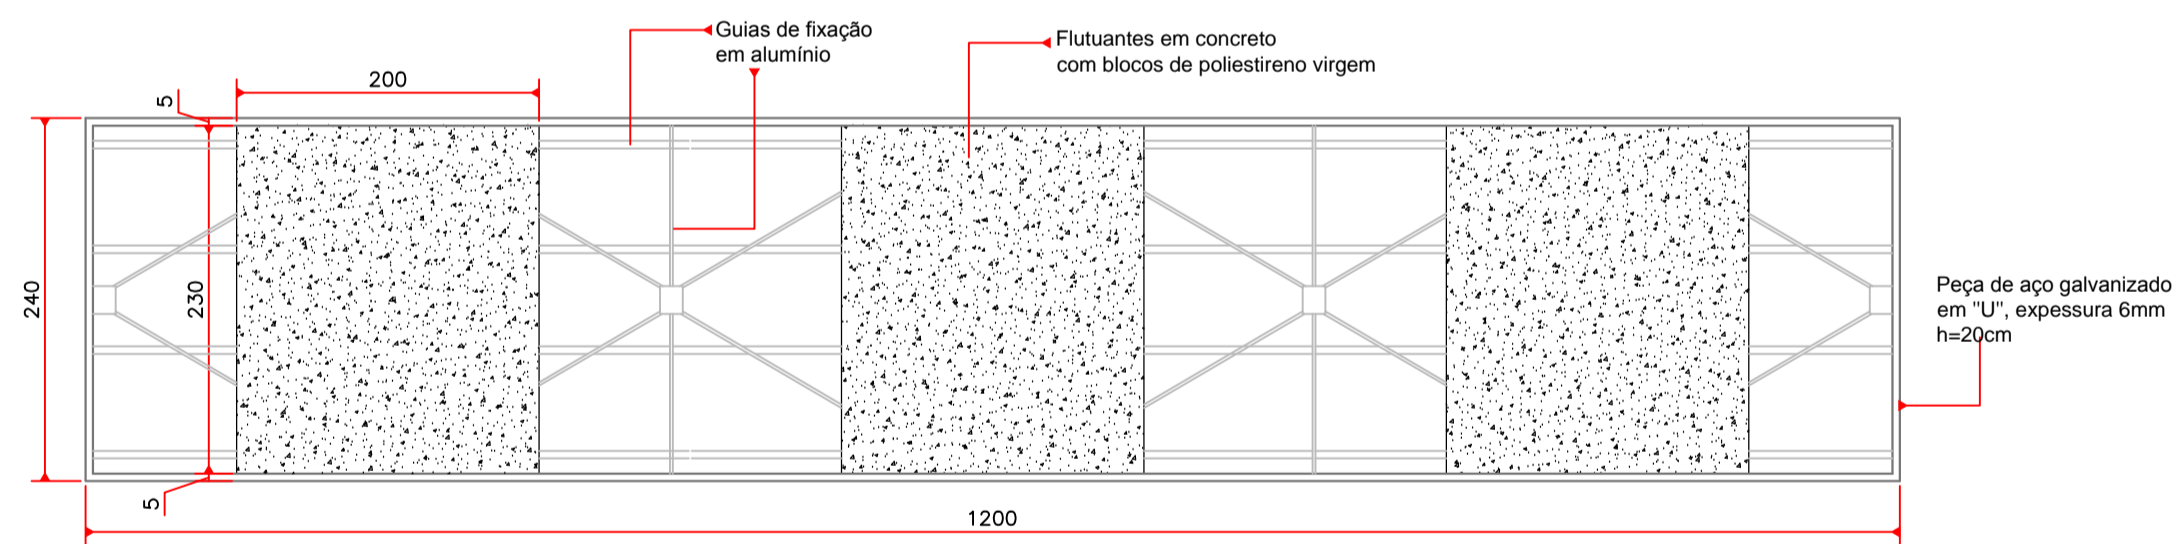 Guias de fixação
em alumínio
Flutuantes em concreto
com blocos de poliestireno virgem
200
5
240
230
5
1200
Peça de aço galvanizado
em "U", expessura 6mm
h=20cm